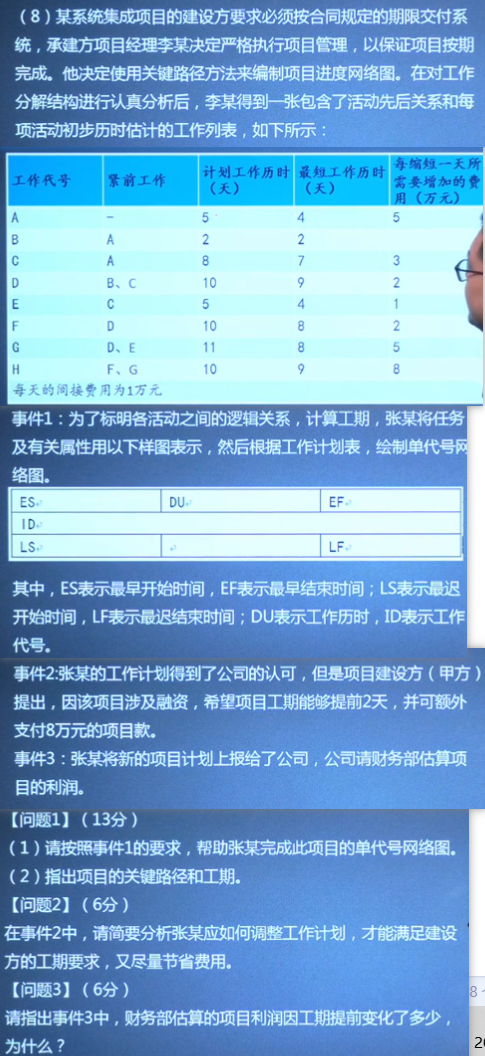 （8）某系统集成项目的建设方要求必须按合同规定的期限交付系
统，承建方项目经理李某决定严格执行项目管理，以保证项目按期
完成。他决定使用关键路径方法来编制项目进度网络图。在对工作
分解结构进行认真分析后，李某得到一张包含了活动先后关系和每
项活动初步历时估计的工作列表，如下所示：
工作代号 紧前工作 计划工作历时（天） 最短工作历时（天） 每缩短一天所需要增加的费用（万元）
A - 5 4 5
B A 2 2
C A 8 7 3
D B、C 10 9 2
E C 5 4 1
F D 10 8 2
G D、E 11 8 5
H F、G 10 9 8
每天的间接费用为1万元
事件1：为了标明各活动之间的逻辑关系，计算工期，张某将任务
及有关属性用以下样图表示，然后根据工作计划表，绘制单代号网
络图。
ES DU EF
ID
LS LF
其中，ES表示最早开始时间，EF表示最早结束时间；LS表示最迟
开始时间，LF表示最迟结束时间；DU表示工作历时，ID表示工作
代号。
事件2:张某的工作计划得到了公司的认可，但是项目建设方（甲方）
提出，因该项目涉及融资，希望项目工期能够提前2天，并可额外
支付8万元的项目款。
事件3：张某将新的项目计划上报给了公司，公司请财务部估算项
目的利润。
【问题1】（13分）
（1）请按照事件1的要求，帮助张某完成此项目的单代号网络图。
（2）指出项目的关键路径和工期。
【问题2】（6分）
在事件2中，请简要分析张某应如何调整工作计划，才能满足建设
方的工期要求，又尽量节省费用。
【问题3】（6分）
请指出事件3中，财务部估算的项目利润因工期提前变化了多少，
为什么？